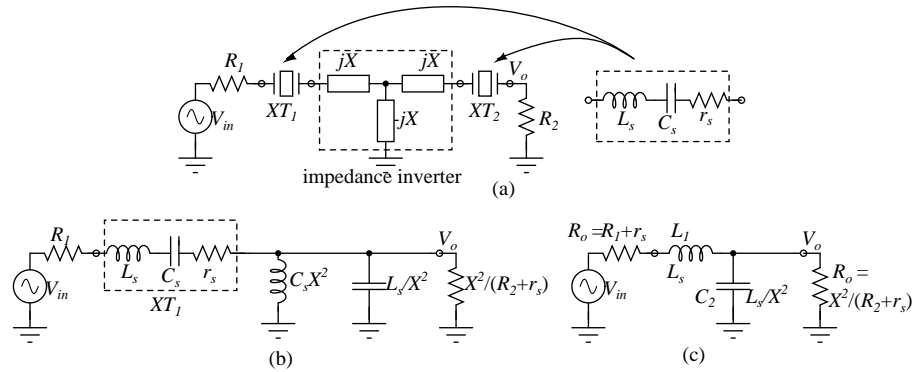 R1
XT1
jX
jX
-jX
XT2
Vo
R2
Vin
Ls
Cs
rs
impedance inverter
(a)
R1
Ls
Cs
rs
XT1
Vin
CsX²
Ls/X²
Vo
X²/(R2+rs)
(b)
Ro=R1+rs
L1
Ls
Vin
C2
Ls/X²
Vo
Ro =
X²/(R2+rs)
(c)